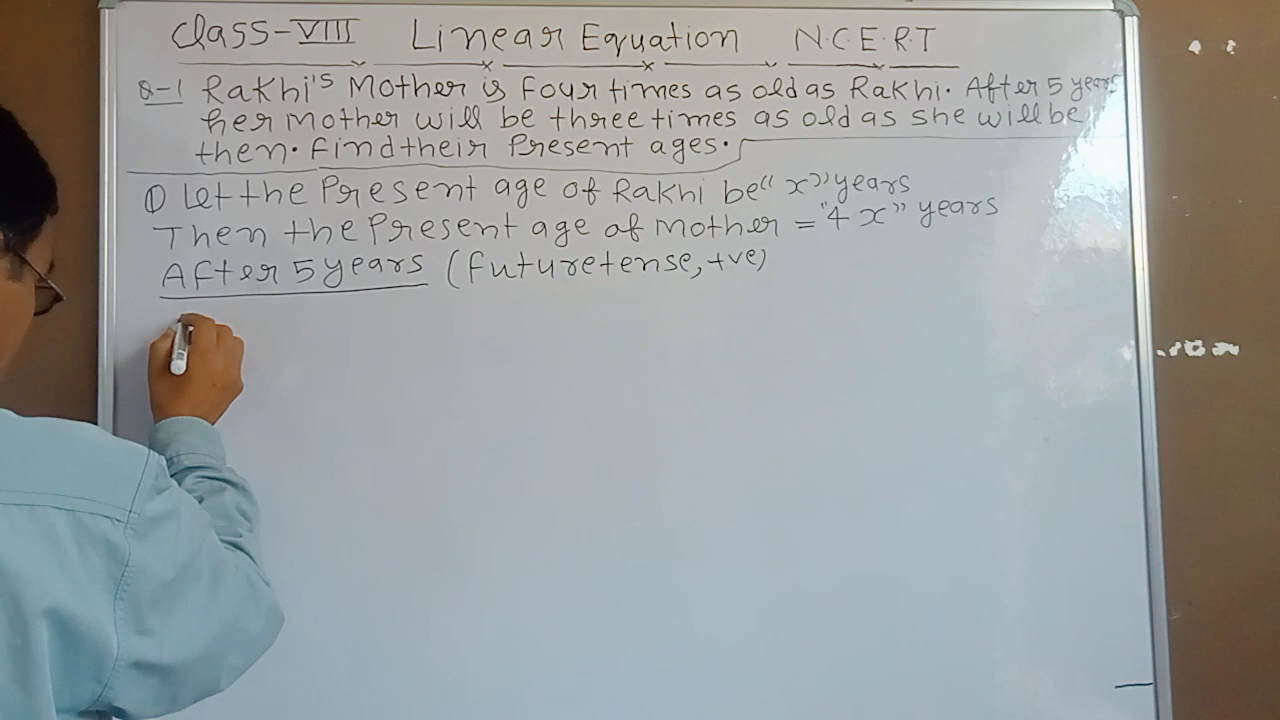 Class-VIII Linear Equation N.C.E.R.T
Q-1 Rakhi's Mother is Four times as old as Rakhi. After 5 years
her Mother will be three times as old as she will be
then. Find their Present ages.
① Let the Present age of Rakhi be "x" years
Then the Present age of mother = "4x" years
After 5 years (future tense, +ve)